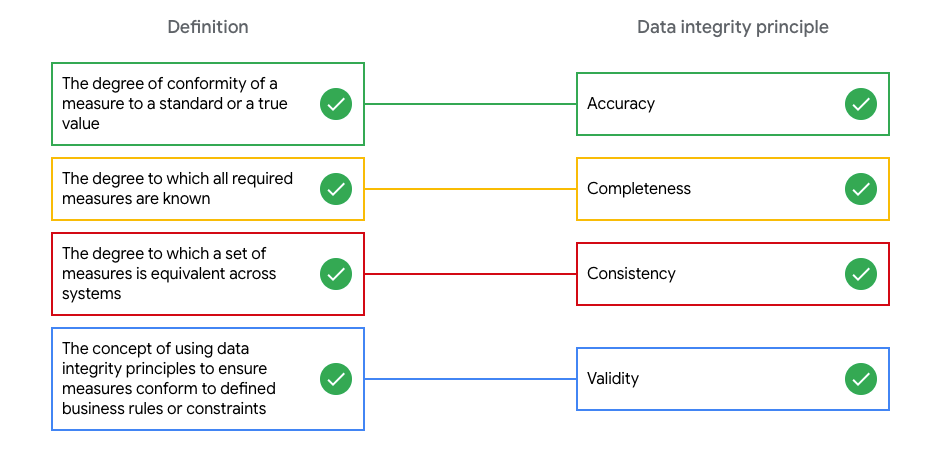 Definition
Data integrity principle
The degree of conformity of a
measure to a standard or a true
value
Accuracy
The degree to which all required
measures are known
Completeness
The degree to which a set of
measures is equivalent across
systems
Consistency
The concept of using data
integrity principles to ensure
measures conform to defined
business rules or constraints
Validity